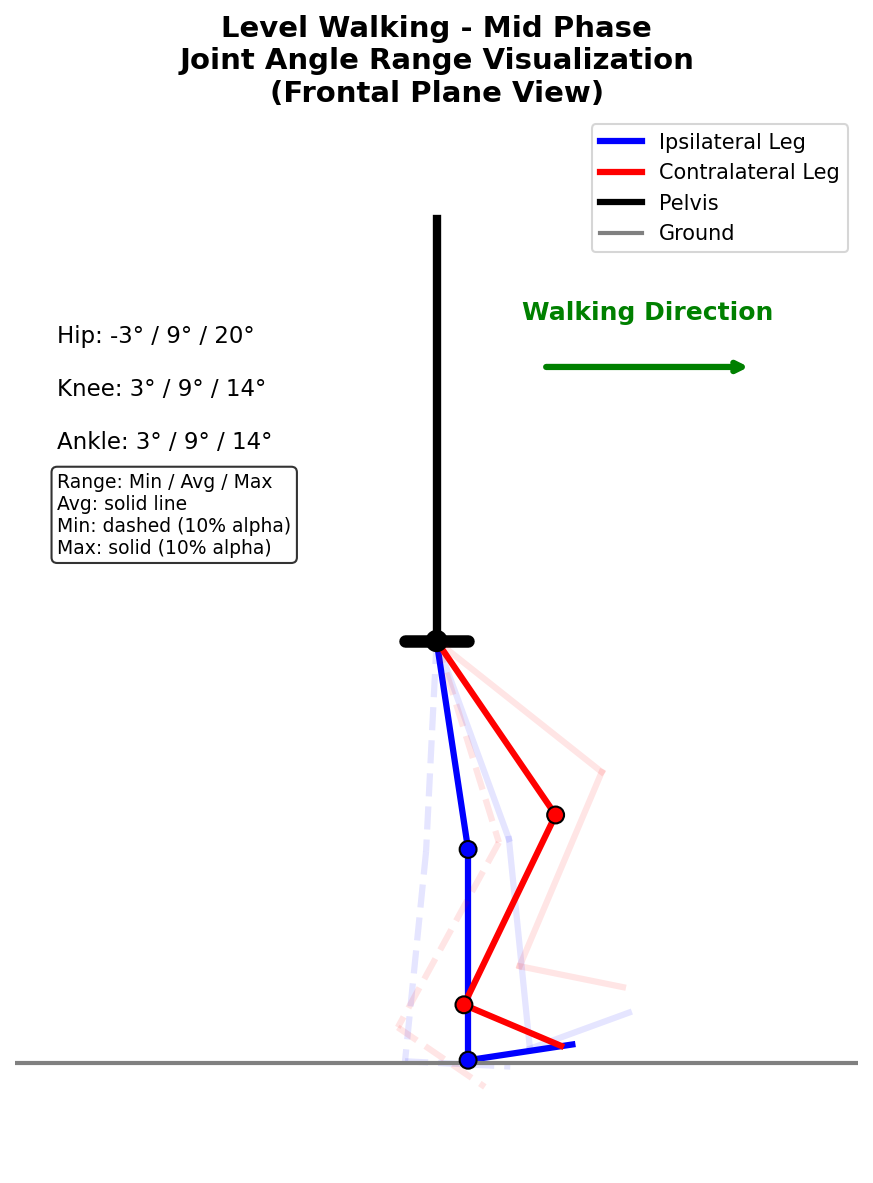 Level Walking - Mid Phase
Joint Angle Range Visualization
(Frontal Plane View)
Ipsilateral Leg
Contralateral Leg
Pelvis
Ground
Walking Direction
Hip: -3° / 9° / 20°
Knee: 3° / 9° / 14°
Ankle: 3° / 9° / 14°
Range: Min / Avg / Max
Avg: solid line
Min: dashed (10% alpha)
Max: solid (10% alpha)